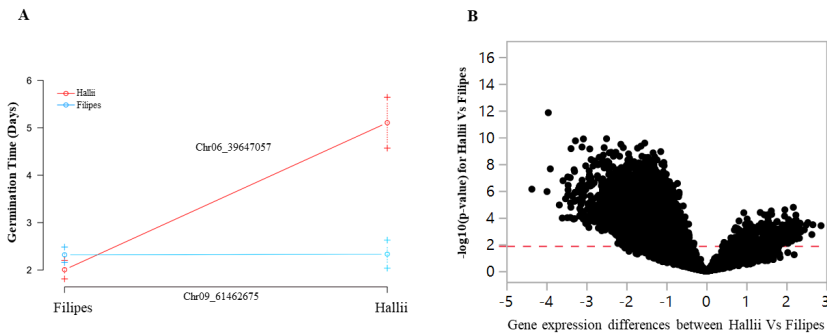 A
Germination Time (Days)
6
5
4
3
2
Hallii
Filipes
Chr06_39647057
Chr09_61462675
Filipes
Hallii
B
-log10(p-value) for Hallii Vs Filipes
16
14
12
10
8
6
4
2
0
-5 -4 -3 -2 -1 0 1 2 3
Gene expression differences between Hallii Vs Filipes